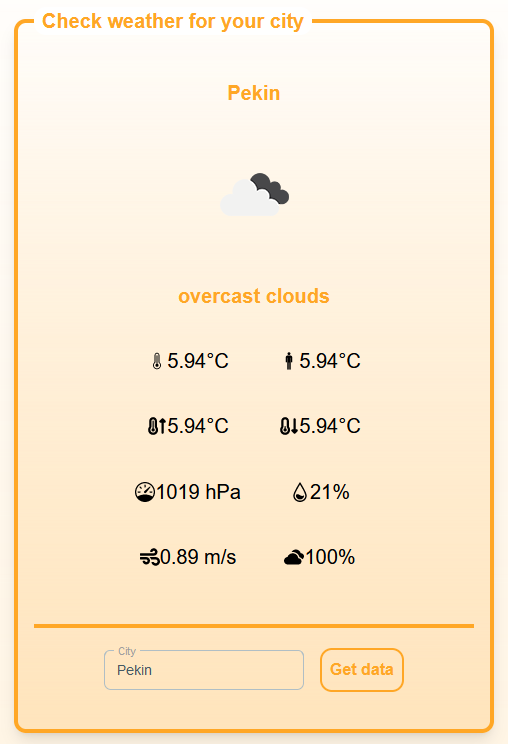 Check weather for your city
Pekin
overcast clouds
5.94°C 5.94°C
5.94°C 5.94°C
1019 hPa 21%
0.89 m/s 100%
City
Pekin Get data